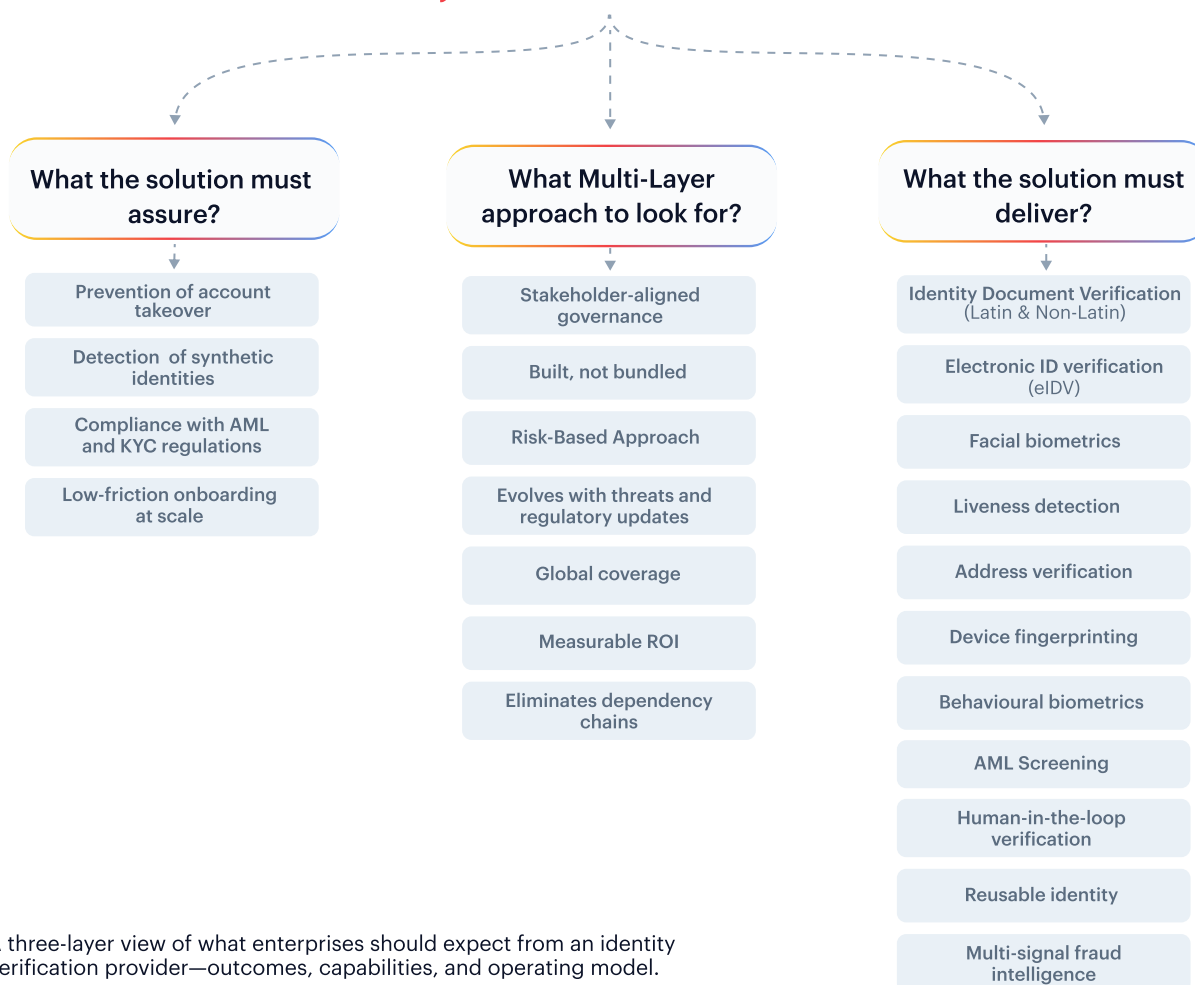 What the solution must
assure?
Prevention of account
takeover
Detection of synthetic
identities
Compliance with AML
and KYC regulations
Low-friction onboarding
at scale
What Multi-Layer
approach to look for?
Stakeholder-aligned
governance
Built, not bundled
Risk-Based Approach
Evolves with threats and
regulatory updates
Global coverage
Measurable ROI
Eliminates dependency
chains
What the solution must
deliver?
Identity Document Verification
(Latin & Non-Latin)
Electronic ID verification
(eIDV)
Facial biometrics
Liveness detection
Address verification
Device fingerprinting
Behavioural biometrics
AML Screening
Human-in-the-loop
verification
Reusable identity
Multi-signal fraud
intelligence
three-layer view of what enterprises should expect from an identity
erification provider—outcomes, capabilities, and operating model.